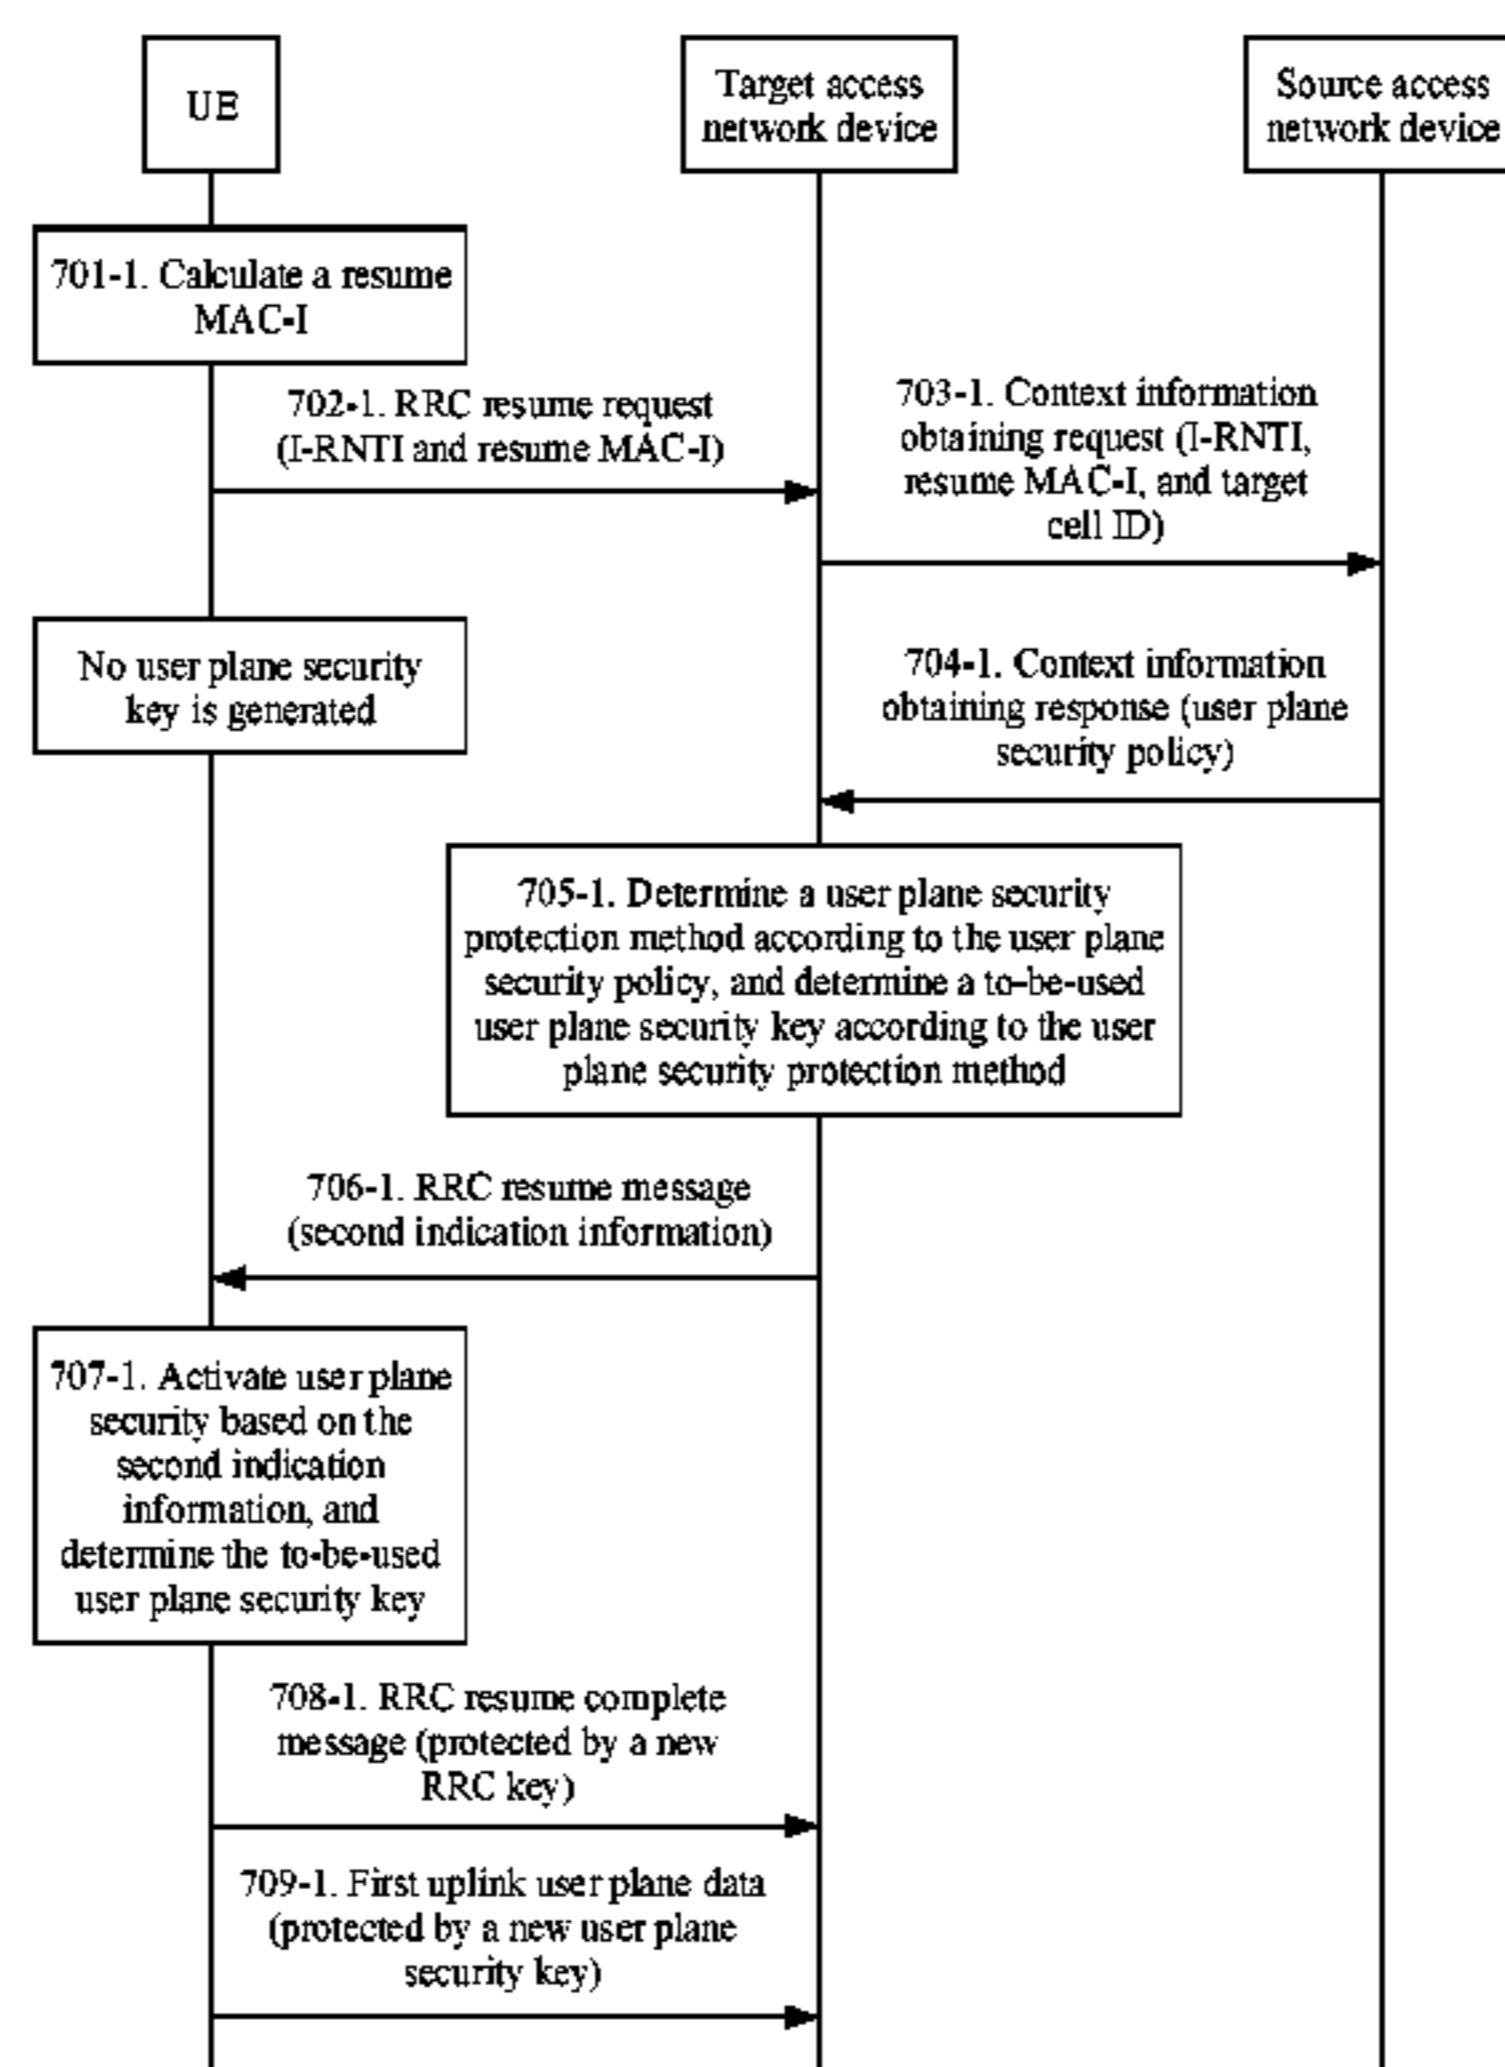 UE
Target access
network device
Source access
network device
701-1. Calculate a resume
MAC-I
702-1. RRC resume request
(I-RNTI and resume MAC-I)
703-1. Context information
obtaining request (I-RNTI,
resume MAC-I, and target
cell ID)
No user plane security
key is generated
704-1. Context information
obtaining response (user plane
security policy)
705-1. Determine a user plane security
protection method according to the user plane
security policy, and determine a to-be-used
user plane security key according to the user
plane security protection method
706-1. RRC resume message
(second indication information)
707-1. Activate user plane
security based on the
second indication
information, and
determine the to-be-used
user plane security key
708-1. RRC resume complete
message (protected by a new
RRC key)
709-1. First uplink user plane data
(protected by a new user plane
security key)